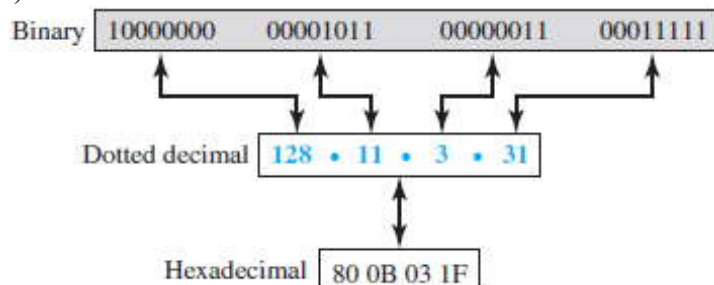 )
Binary 10000000 00001011 00000011 00011111
Dotted decimal 128 • 11 • 3 • 31
Hexadecimal 80 0B 03 1F